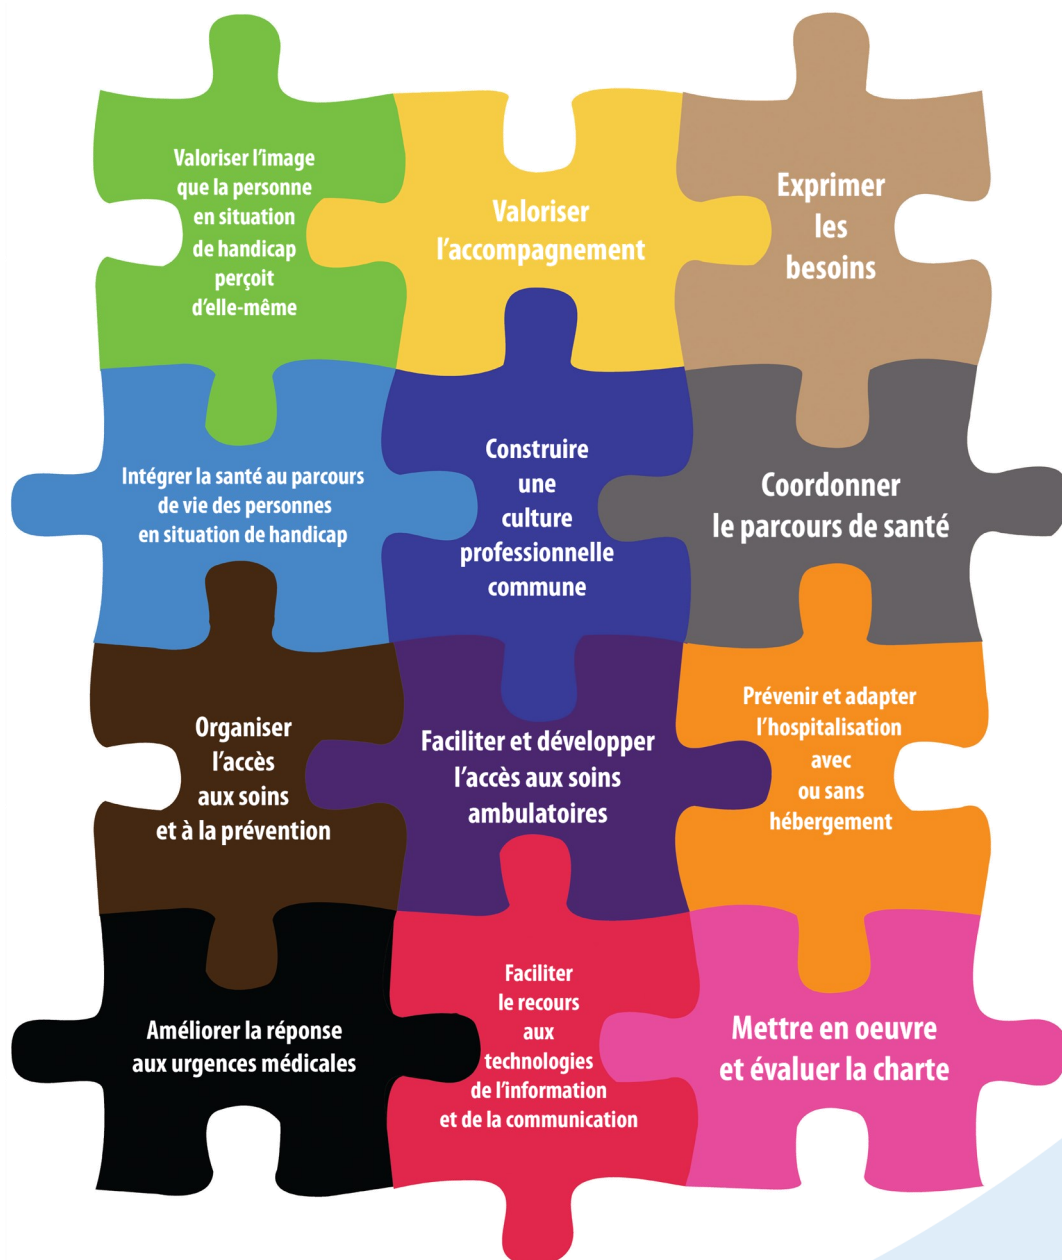 Valoriser l'image
que la personne
en situation
de handicap
perçoit
d'elle-même
Valoriser
l'accompagnement
Exprimer
les
besoins
Intégrer la santé au parcours
de vie des personnes
en situation de handicap
Construire
une
culture
professionnelle
commune
Coordonner
le parcours de santé
Organiser
l'accès
aux soins
et à la prévention
Faciliter et développer
l'accès aux soins
ambulatoires
Prévenir et adapter
l'hospitalisation
avec
ou sans
hébergement
Améliorer la réponse
aux urgences médicales
Faciliter
le recours
aux
technologies
de l'information
et de la communication
Mettre en oeuvre
et évaluer la charte